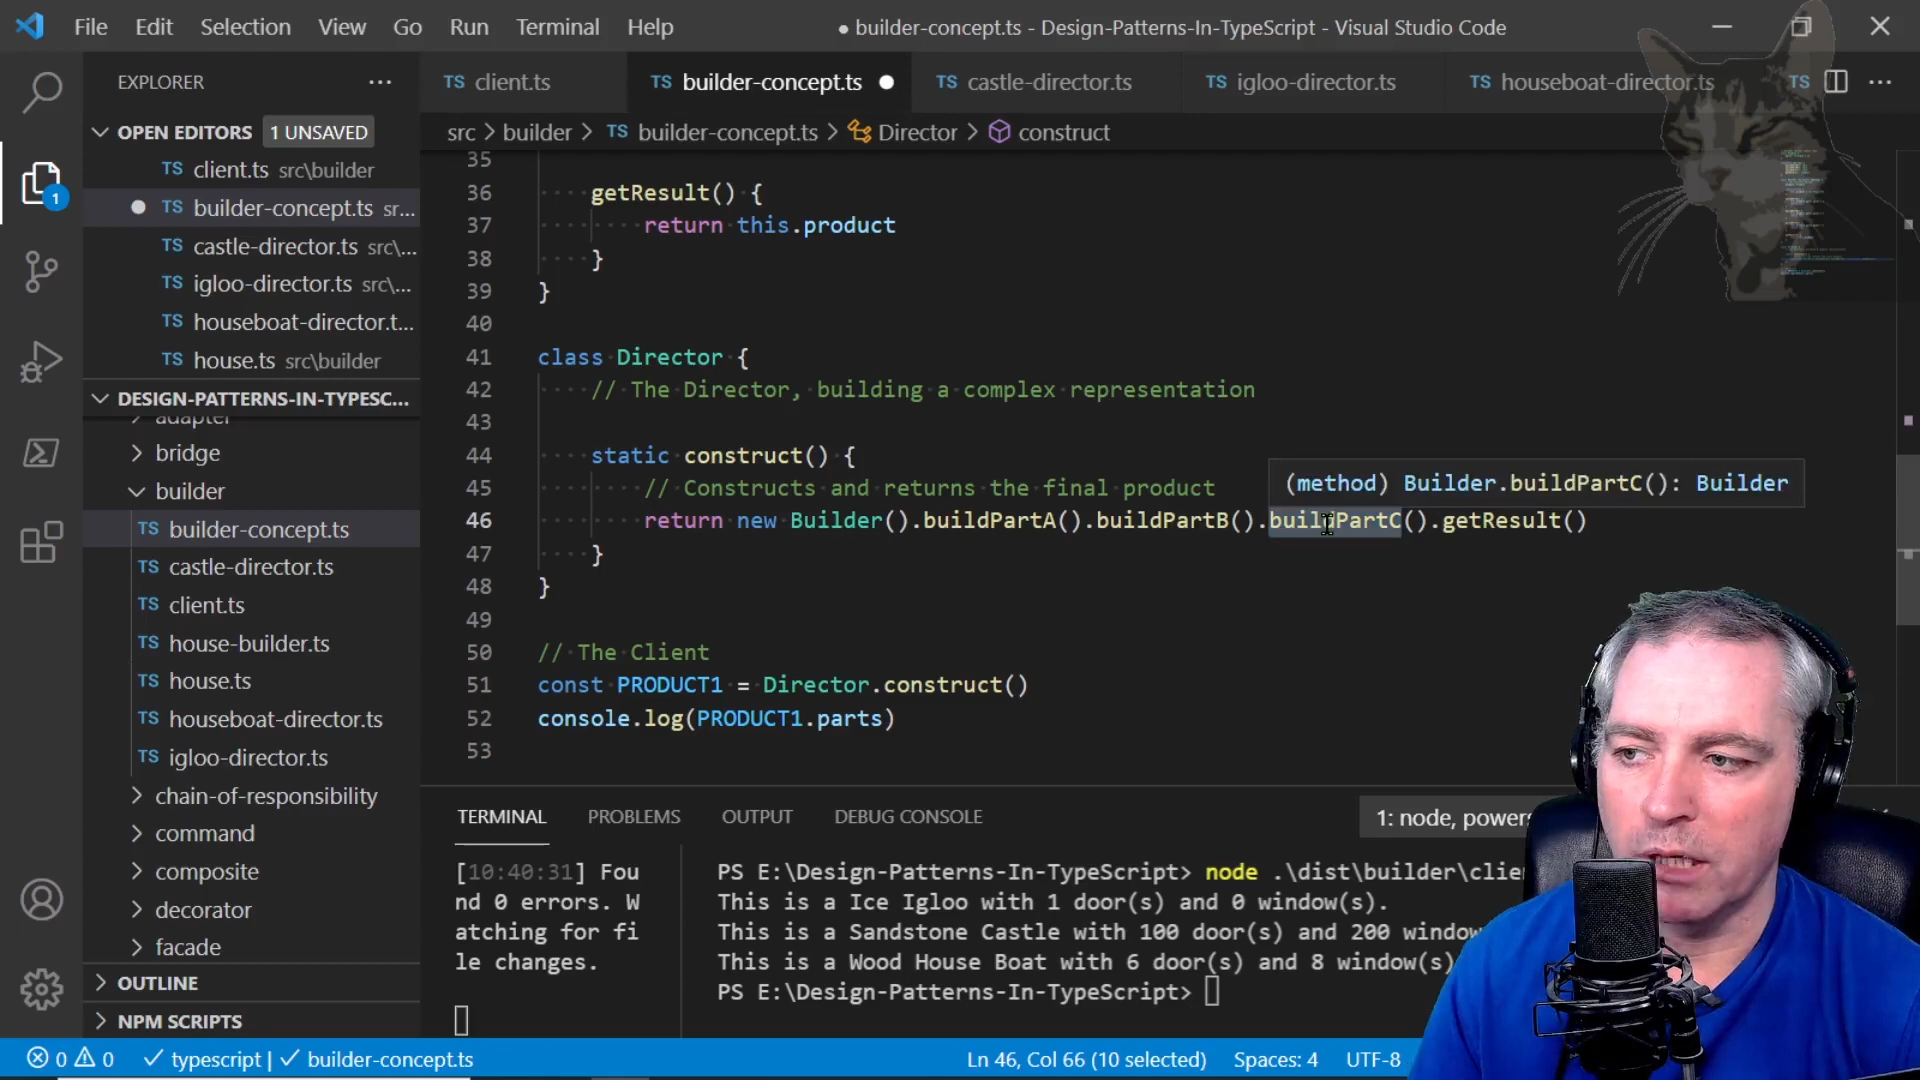 File Edit Selection View Go Run Terminal Help
● builder-concept.ts - Design-Patterns-In-TypeScript - Visual Studio Code
EXPLORER
TS client.ts
TS builder-concept.ts
TS castle-director.ts
TS igloo-director.ts
TS houseboat-director.ts
TS
OPEN EDITORS 1 UNSAVED
TS client.ts src\builder
TS builder-concept.ts sr...
TS castle-director.ts src\...
TS igloo-director.ts src\...
TS houseboat-director.t...
TS house.ts src\builder
1
DESIGN-PATTERNS-IN-TYPESC...
adapter
bridge
builder
TS builder-concept.ts
TS castle-director.ts
TS client.ts
TS house-builder.ts
TS house.ts
TS houseboat-director.ts
TS igloo-director.ts
chain-of-responsibility
command
composite
decorator
facade
OUTLINE
NPM SCRIPTS
src > builder > TS builder-concept.ts > Director > construct
35
36 getResult() {
37 return this.product
38 }
39 }
40
41 class Director {
42 // The Director, building a complex representation
43
44 static construct() {
45 // Constructs and returns the final product
(method) Builder.buildPartC(): Builder
46 return new Builder().buildPartA().buildPartB().buildPartC().getResult()
47 }
48 }
49
50 // The Client
51 const PRODUCT1 = Director.construct()
52 console.log(PRODUCT1.parts)
53
TERMINAL PROBLEMS OUTPUT DEBUG CONSOLE
1: node, powers
[10:40:31] Fou
nd 0 errors. W
atching for fi
le changes.
PS E:\Design-Patterns-In-TypeScript> node .\dist\builder\clie
This is a Ice Igloo with 1 door(s) and 0 window(s).
This is a Sandstone Castle with 100 door(s) and 200 window
This is a Wood House Boat with 6 door(s) and 8 window(s)
PS E:\Design-Patterns-In-TypeScript>
0 0 typescript | builder-concept.ts
Ln 46, Col 66 (10 selected) Spaces: 4 UTF-8